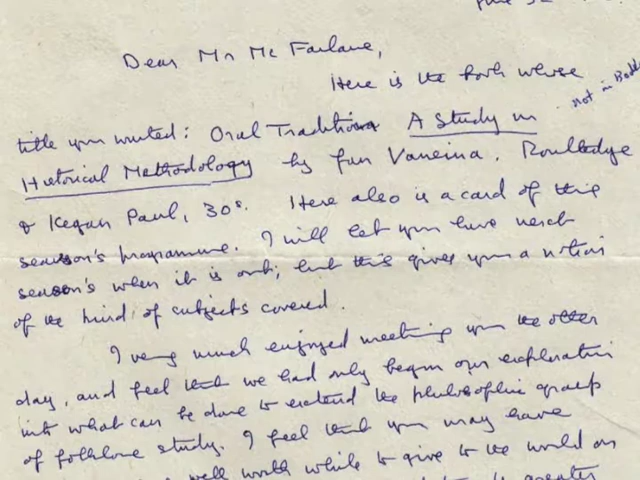 Dear Mr Mc Farlane,
Here is the book whose
not in Bodl
title you wanted: Oral Tradition A Study in
Historical Methodology by Jan Vansina. Routledge
& Kegan Paul, 30s. Here also is a card of this
season's programme. I will let you have next
season's when it is out; but this gives you a notion
of the kind of subjects covered.
I very much enjoyed meeting you the other
day, and feel that we had only begun our exploration
into what can be done to extend the philosophic grasp
of folklore study. I feel that you may have
well worth while to give to the world on
greater